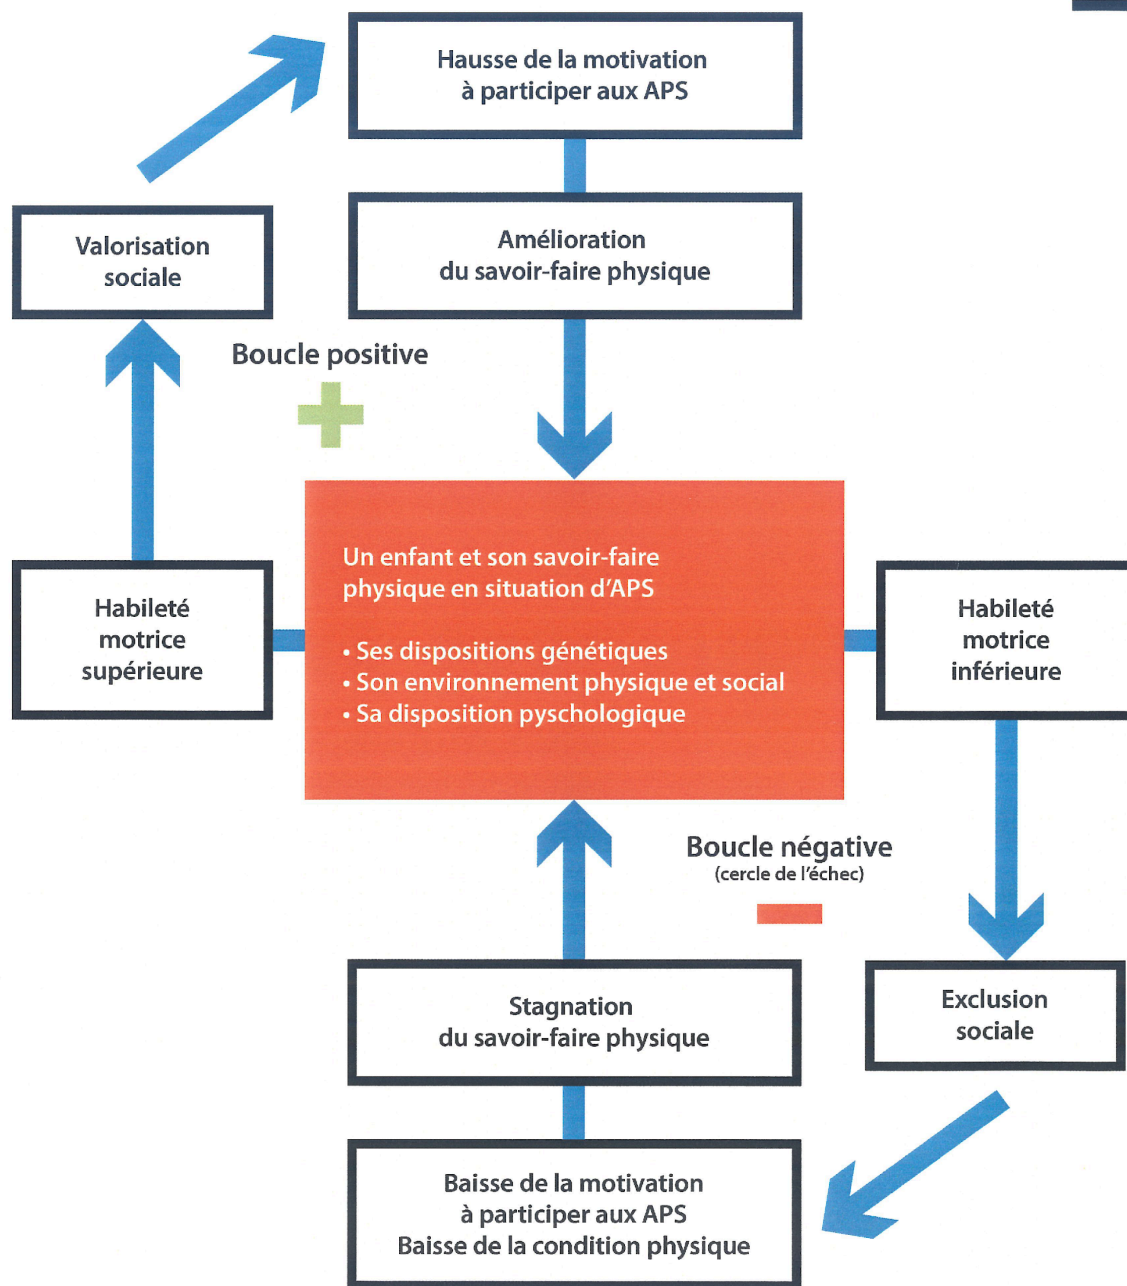 Hausse de la motivation
à participer aux APS
Valorisation
sociale
Amélioration
du savoir-faire physique
Boucle positive
Un enfant et son savoir-faire
physique en situation d’APS
• Ses dispositions génétiques
• Son environnement physique et social
• Sa disposition pyschologique
Habileté
motrice
supérieure
Habileté
motrice
inférieure
Boucle négative
(cercle de l’échec)
Stagnation
du savoir-faire physique
Exclusion
sociale
Baisse de la motivation
à participer aux APS
Baisse de la condition physique